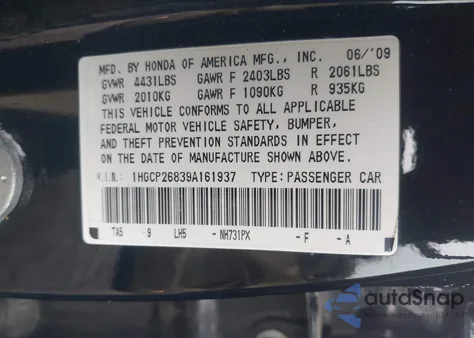 MFD. BY HONDA OF AMERICA MFG., INC. 06/'09
GVWR 4431LBS GAWR F 2403LBS R 2061LBS
GVWR 2010KG GAWR F 1090KG R 935KG
THIS VEHICLE CONFORMS TO ALL APPLICABLE
FEDERAL MOTOR VEHICLE SAFETY, BUMPER,
AND THEFT PREVENTION STANDARDS IN EFFECT
ON THE DATE OF MANUFACTURE SHOWN ABOVE.
V.I.N.: 1HGCP26839A161937 TYPE: PASSENGER CAR
TA5 -9 LH5 - NH731PX -F -A
autoSnap